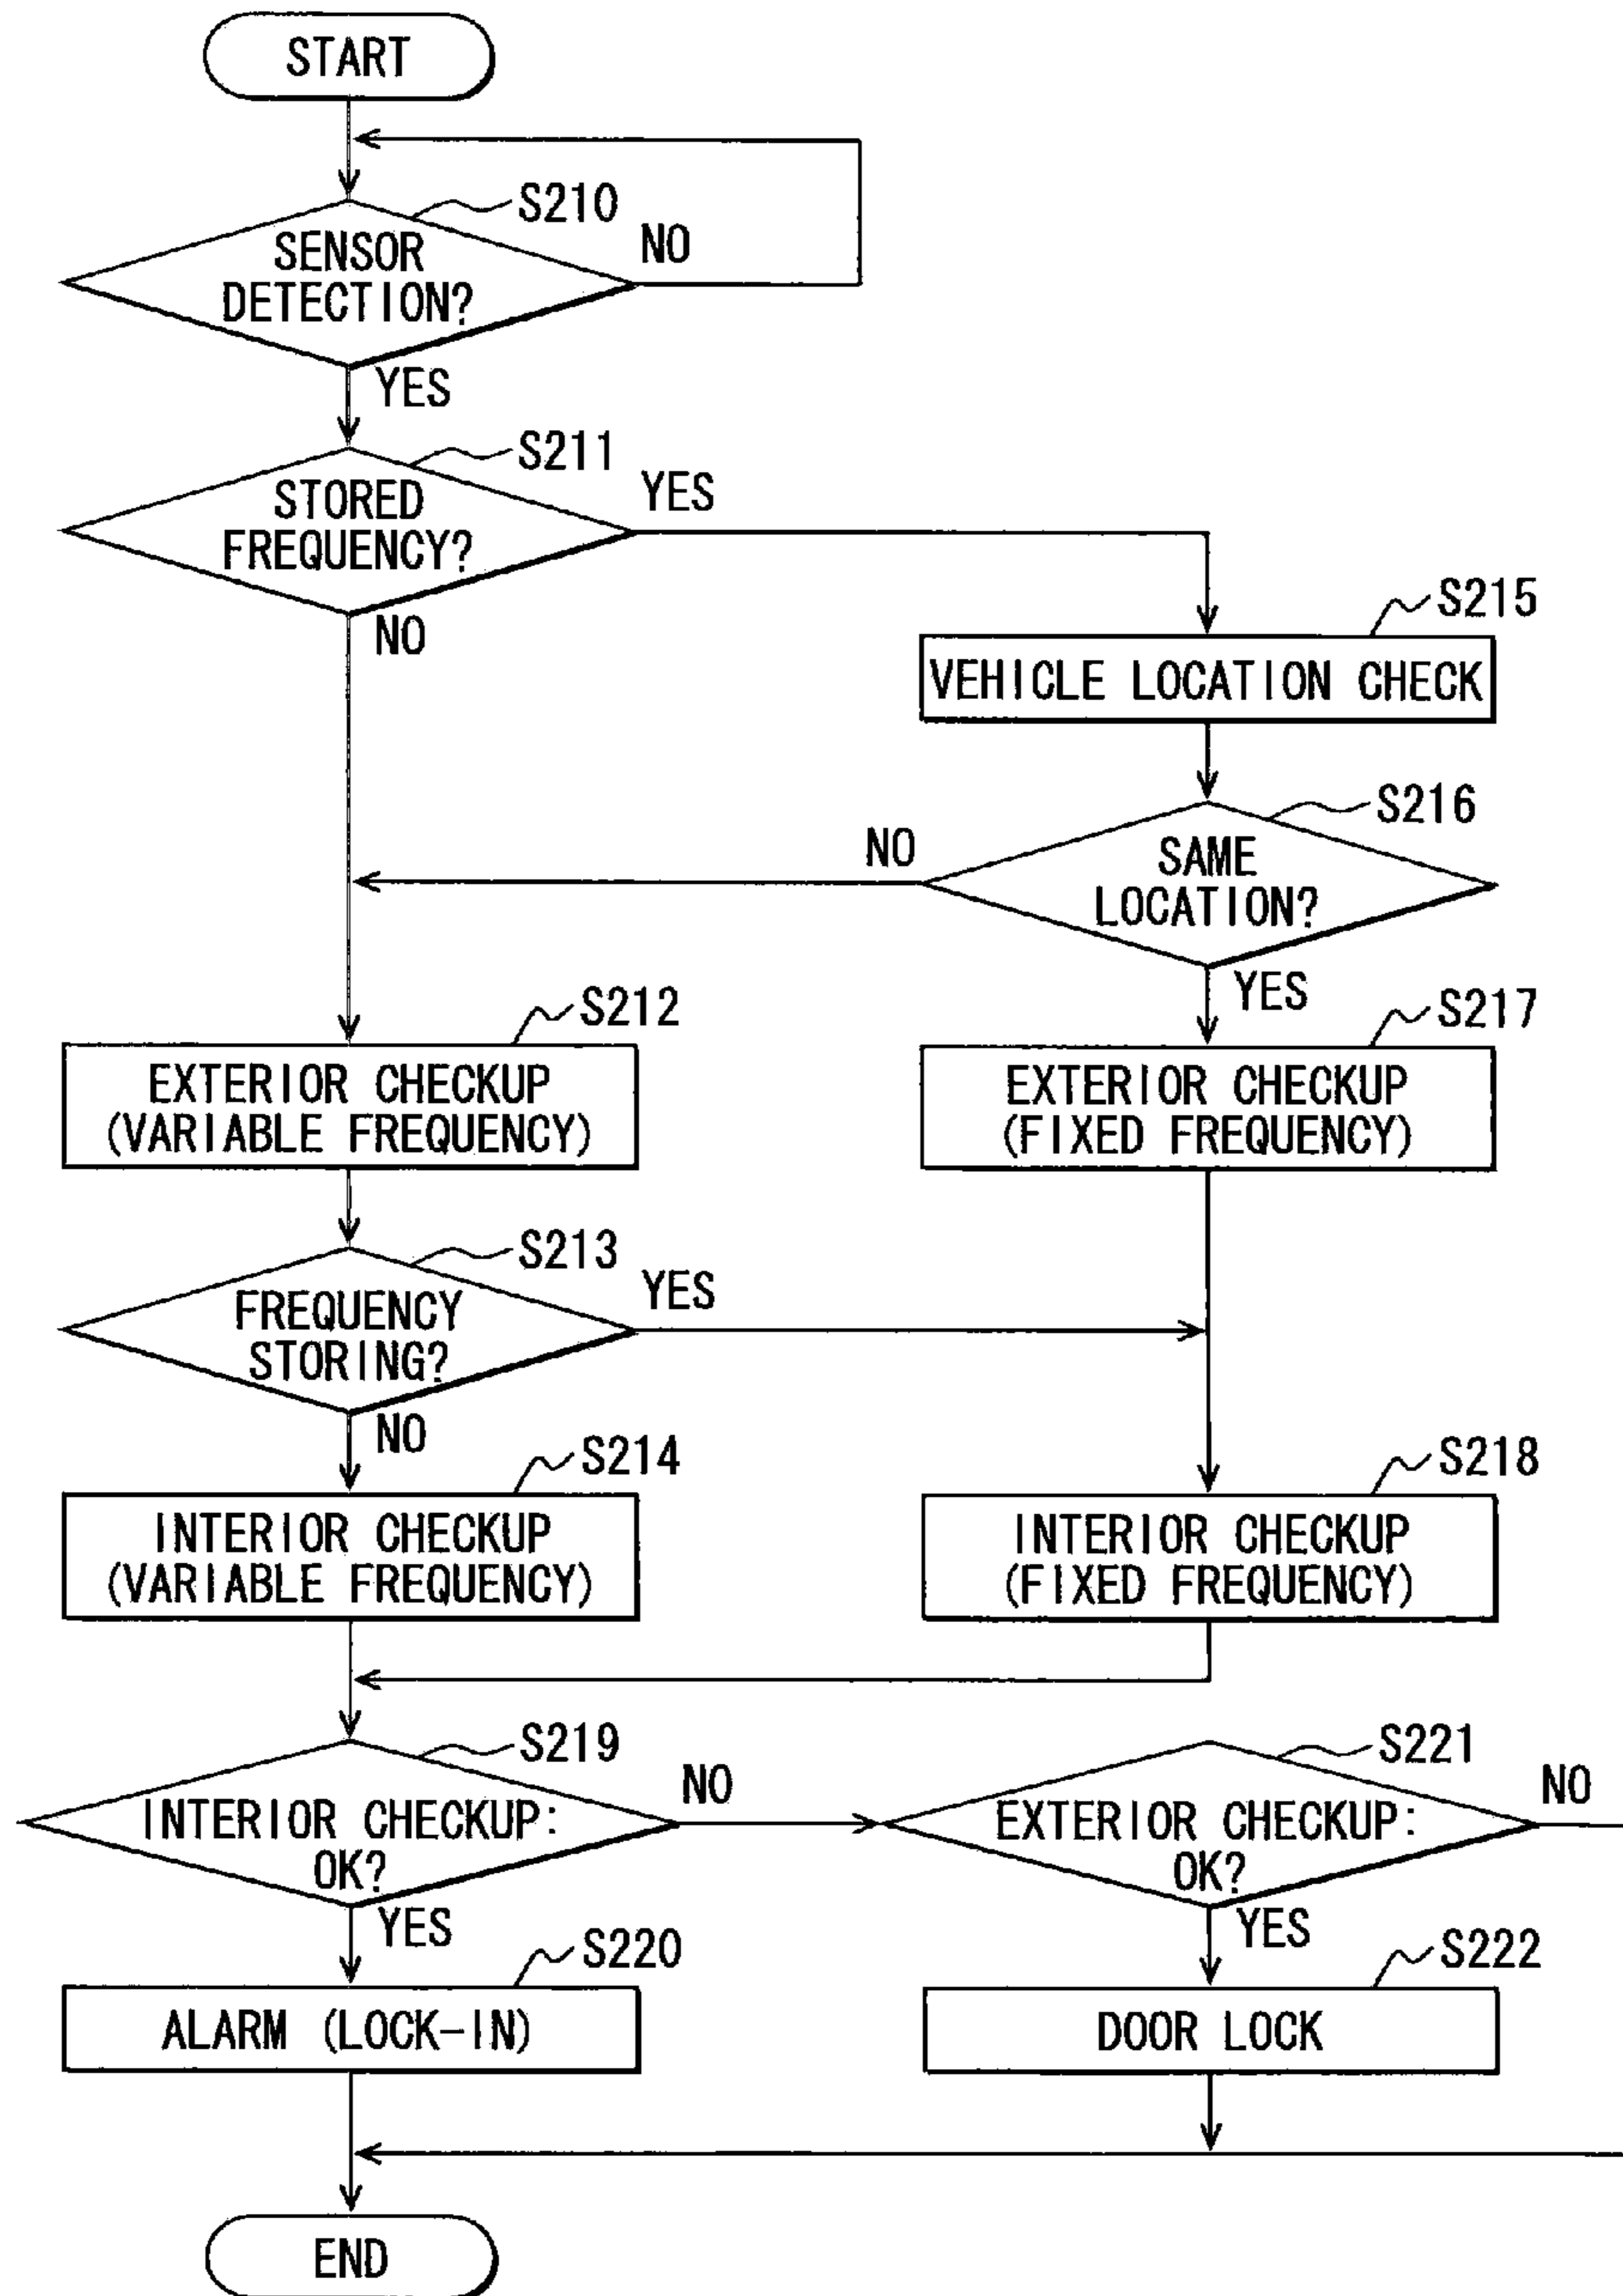 START
S210
SENSOR
DETECTION?
NO
YES
S211
STORED
FREQUENCY?
YES
NO
S215
VEHICLE LOCATION CHECK
S216
SAME
LOCATION?
NO
YES
S212
EXTERIOR CHECKUP
(VARIABLE FREQUENCY)
S217
EXTERIOR CHECKUP
(FIXED FREQUENCY)
S213
FREQUENCY
STORING?
YES
NO
S214
INTERIOR CHECKUP
(VARIABLE FREQUENCY)
S218
INTERIOR CHECKUP
(FIXED FREQUENCY)
S219
INTERIOR CHECKUP:
OK?
NO
YES
S221
EXTERIOR CHECKUP:
OK?
NO
YES
S220
ALARM (LOCK-IN)
S222
DOOR LOCK
END